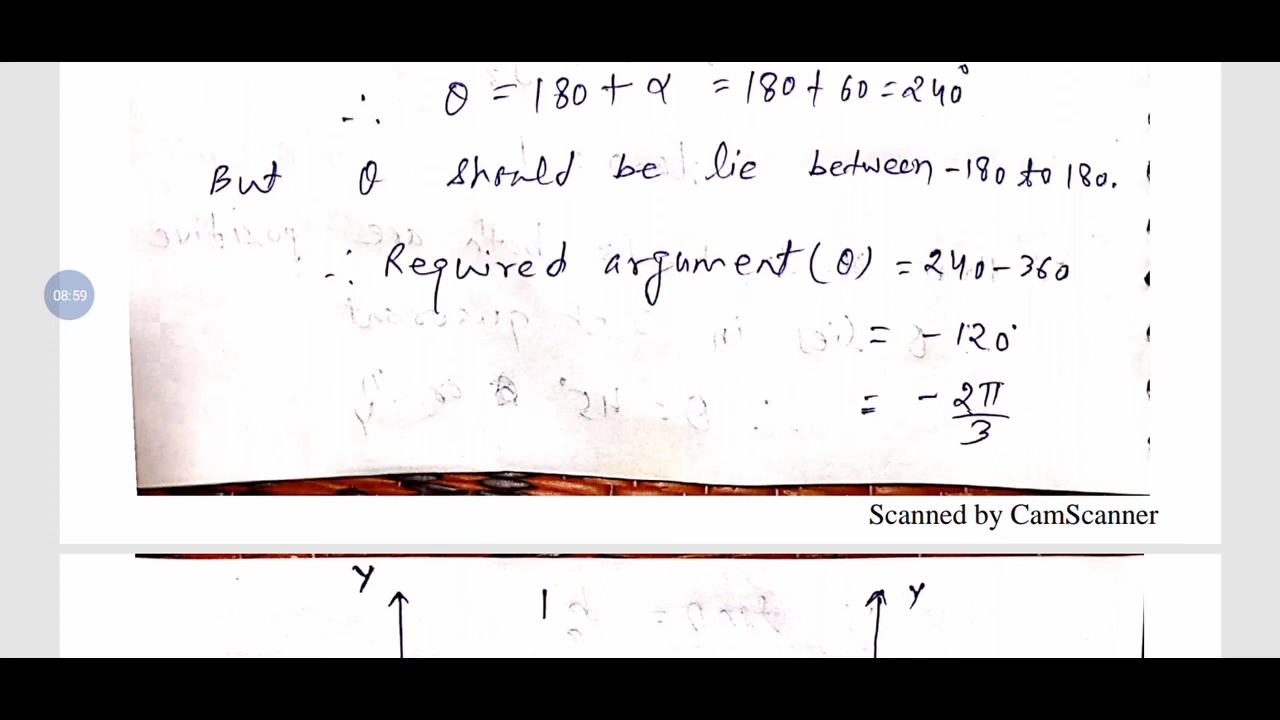 ∴ θ = 180 + α = 180 + 60 = 240°
But θ should be lie between -180 to 180.
∴ Required argument (θ) = 240 - 360
08:59
= - 120°
= - 2π/3
Scanned by CamScanner
Y
1
Y